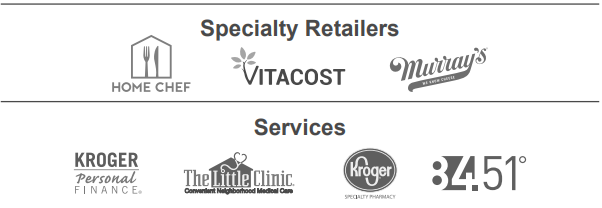 Specialty Retailers
HOME CHEF
VITACOST
Murray's
Services
KROGER
Personal
FINANCE®
The Little Clinic.
Convenient Neighborhood Medical Care
Kroger
SPECIALTY PHARMACY
84.51°